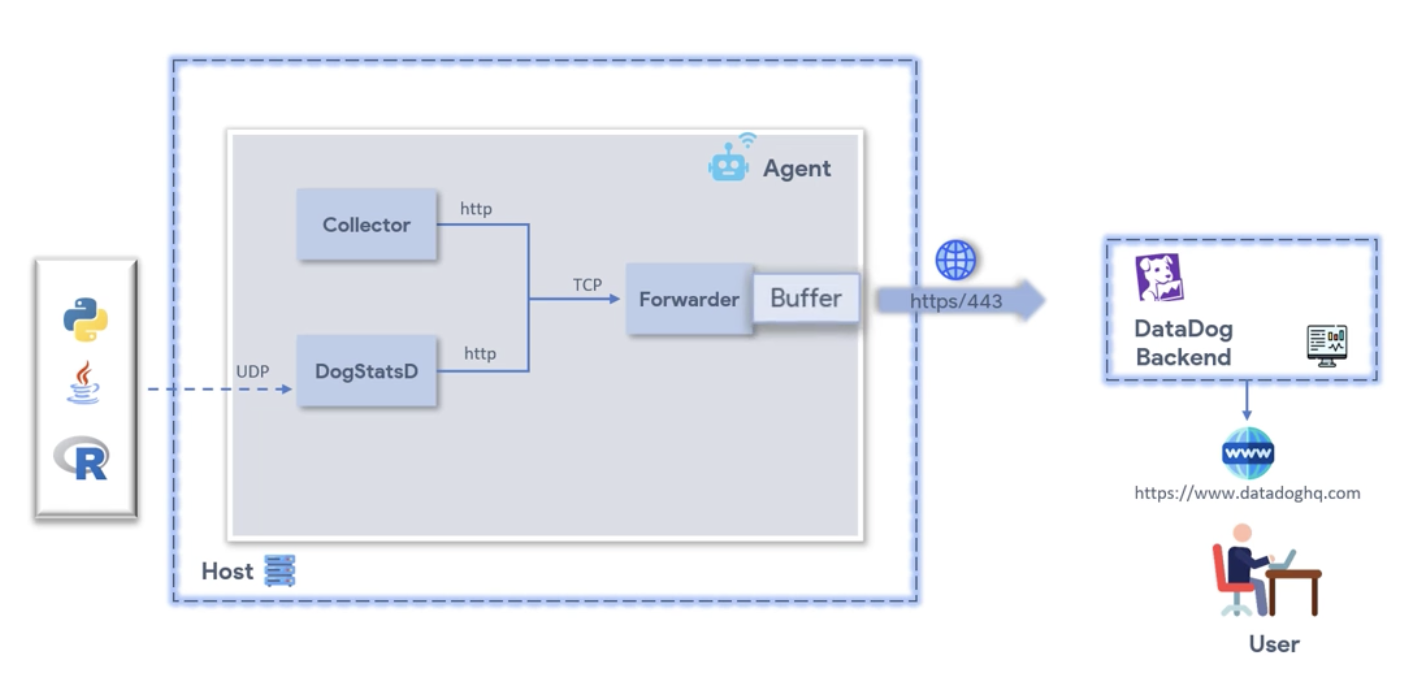 Agent
Collector
http
TCP
Forwarder
Buffer
https/443
UDP
DogStatsD
http
R
Host
DataDog
Backend
www
https://www.datadoghq.com
User